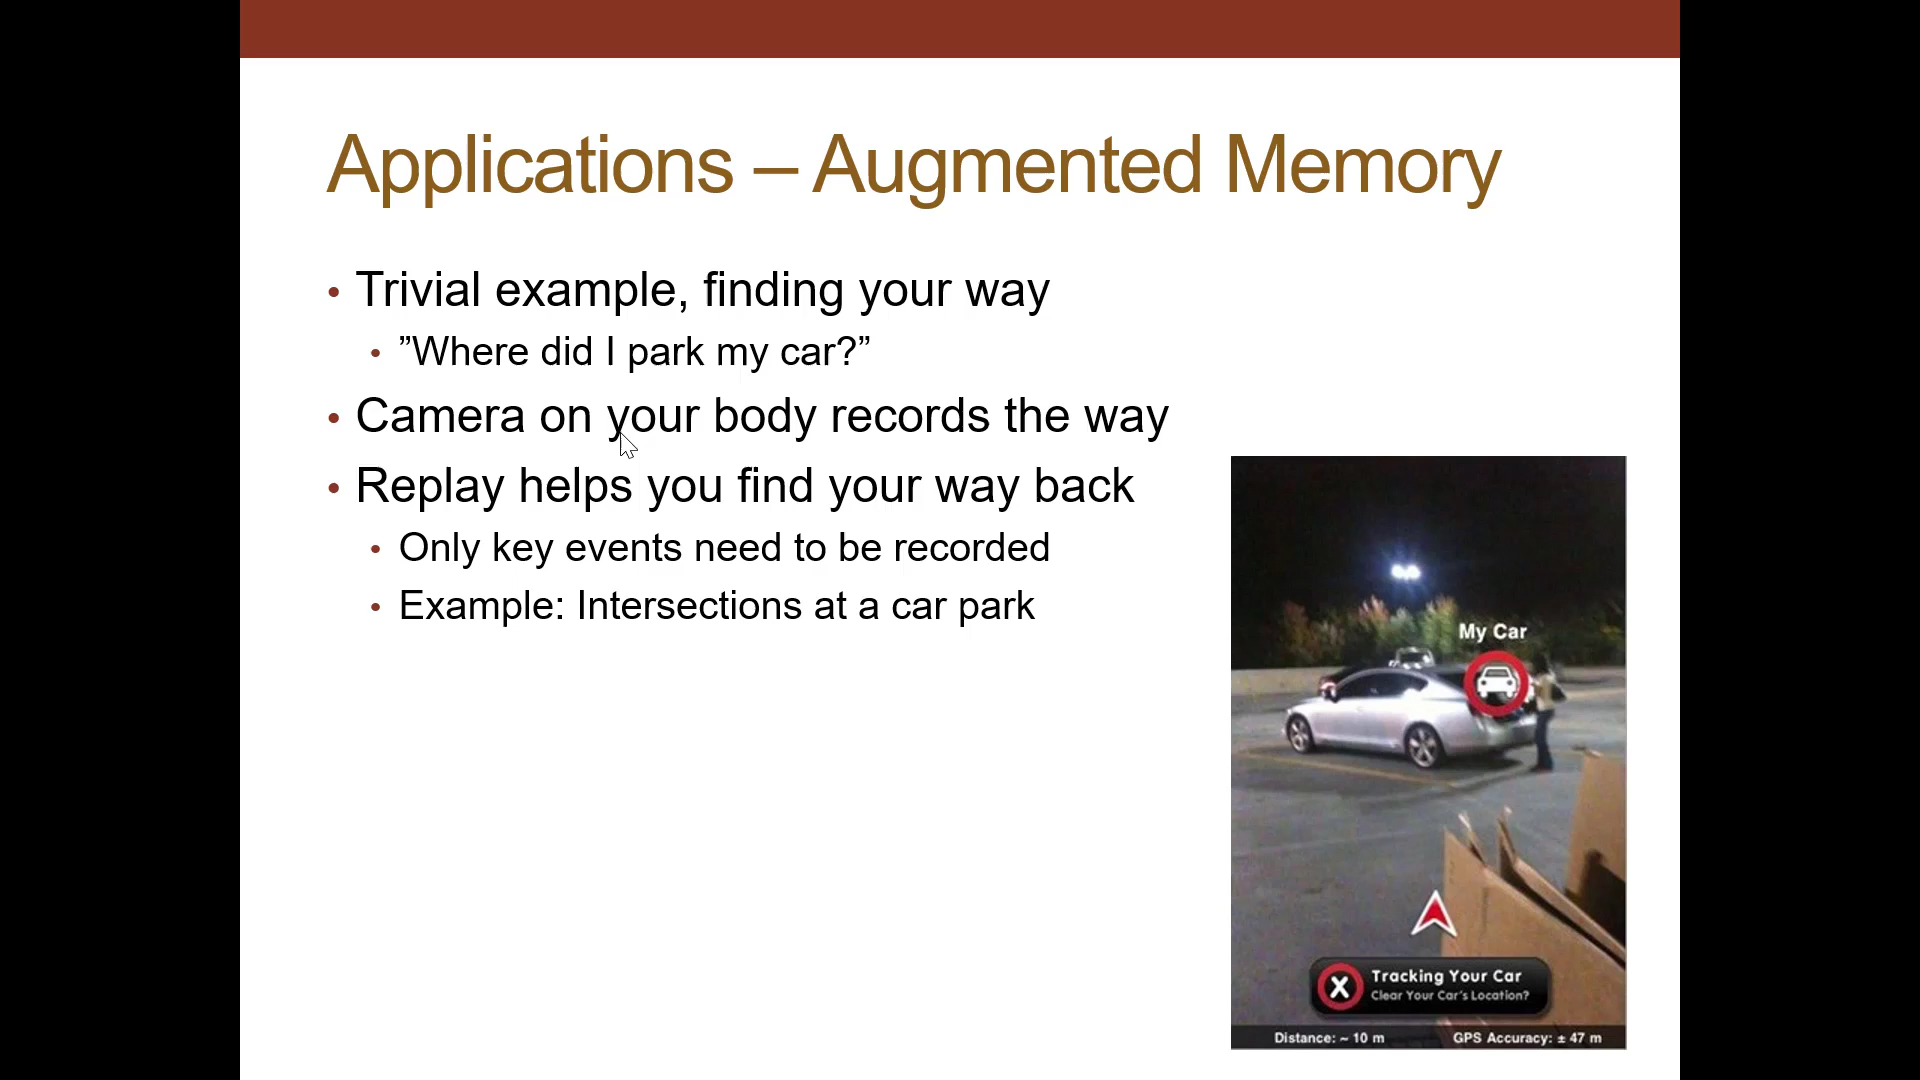 Applications – Augmented Memory
• Trivial example, finding your way
• ”Where did I park my car?”
• Camera on your body records the way
• Replay helps you find your way back
• Only key events need to be recorded
• Example: Intersections at a car park
My Car
X
Tracking Your Car
Clear Your Car's Location?
Distance: ~ 10 m
GPS Accuracy: ± 47 m